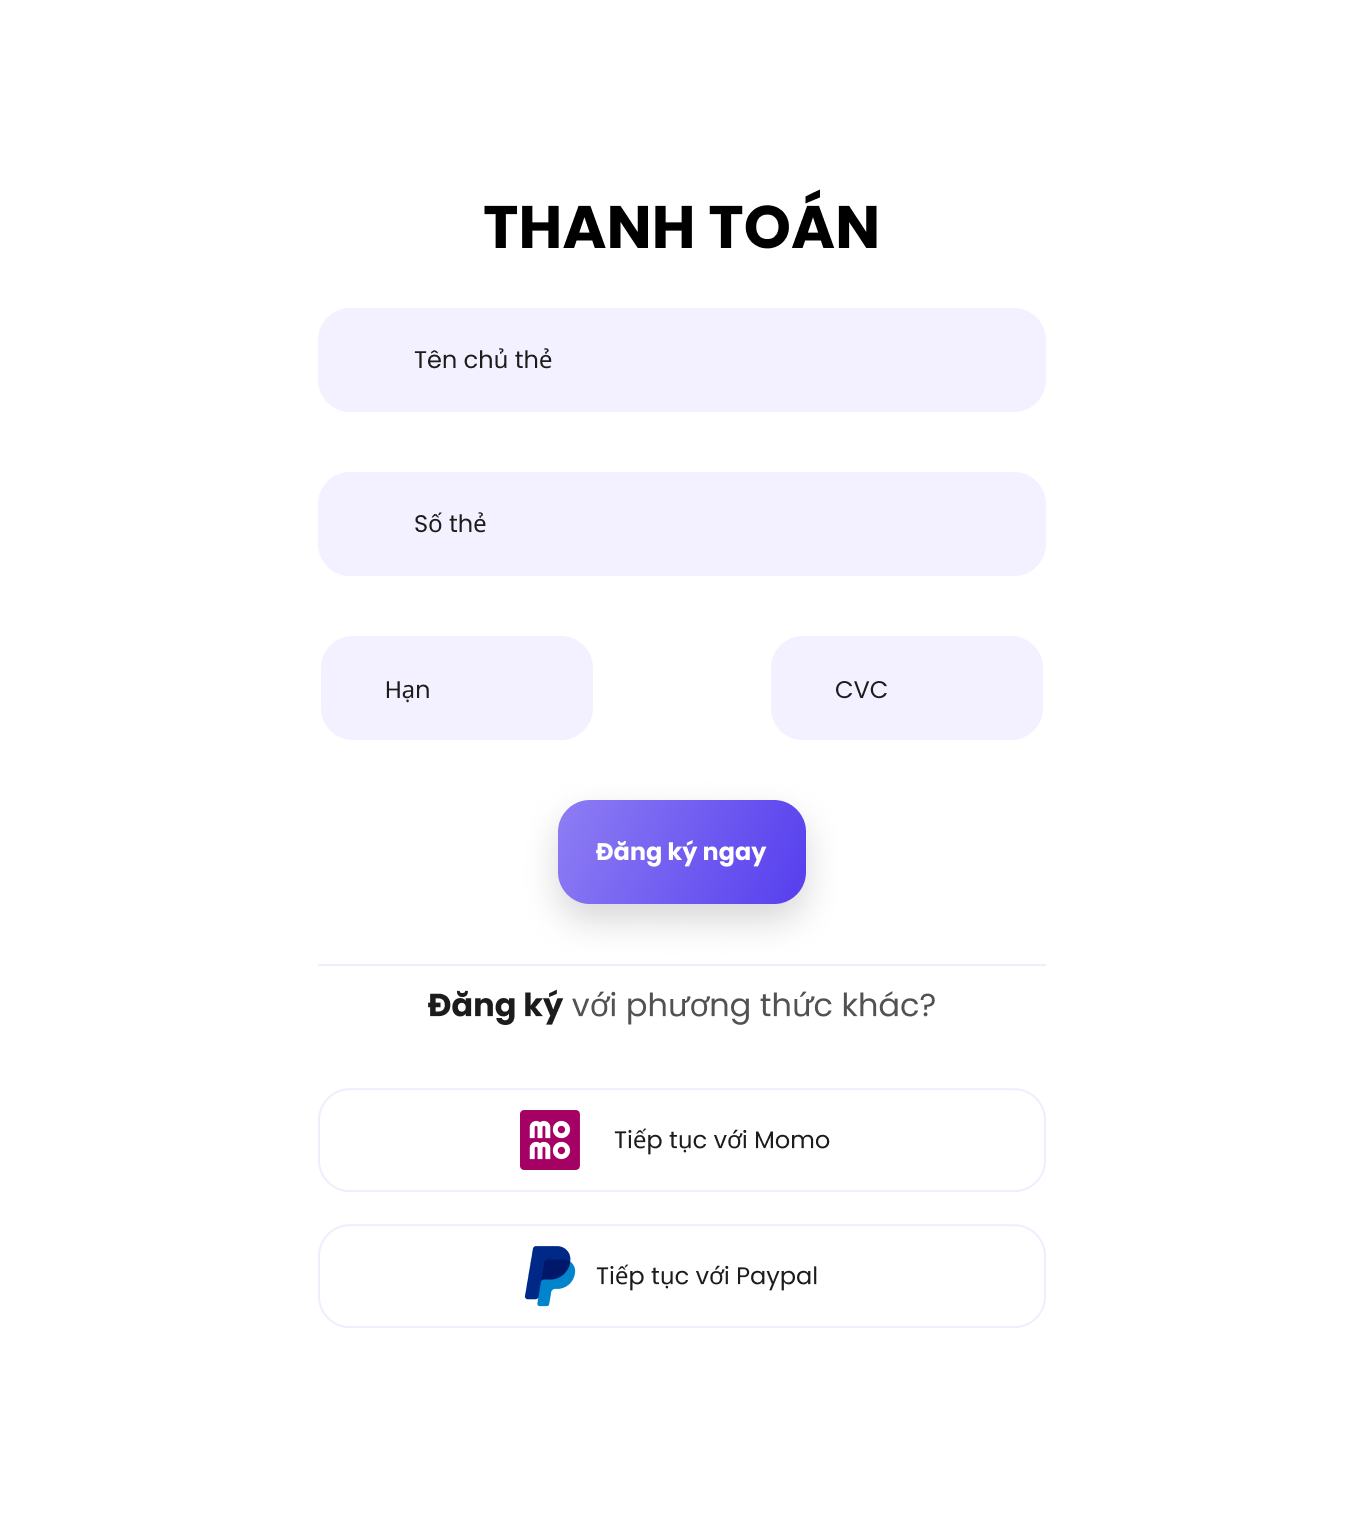 THANH TOÁN
Tên chủ thẻ
Số thẻ
Hạn
CVC
Đăng ký ngay
Đăng ký với phương thức khác?
mo
mo
Tiếp tục với Momo
Tiếp tục với Paypal